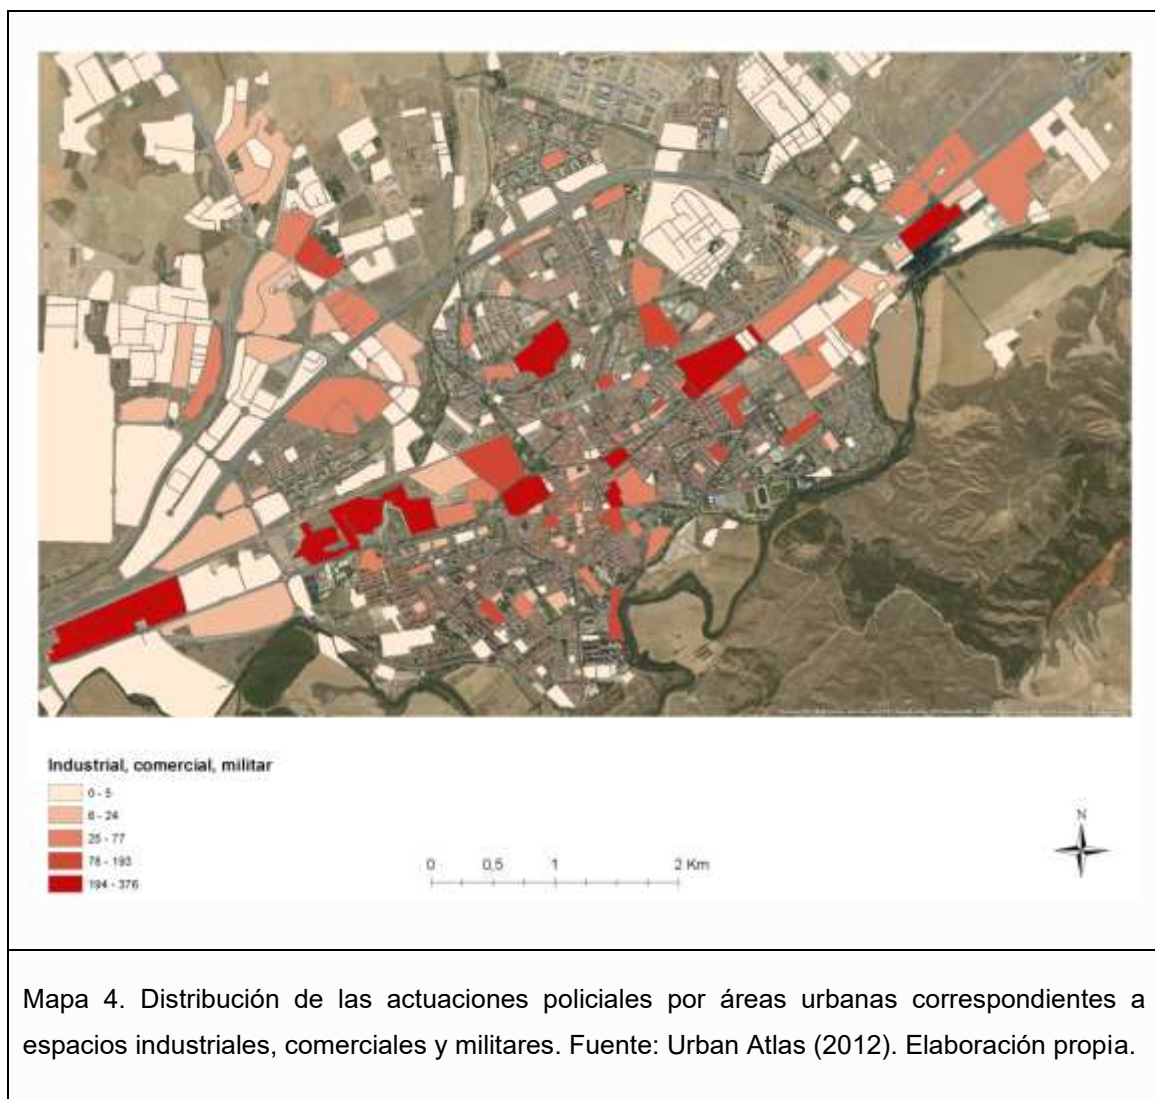 Industrial, comercial, militar
0 - 5
6 - 24
25 - 77
78 - 193
194 - 376
0 0,5 1 2 Km
N
Mapa 4. Distribución de las actuaciones policiales por áreas urbanas correspondientes a
espacios industriales, comerciales y militares. Fuente: Urban Atlas (2012). Elaboración propia.